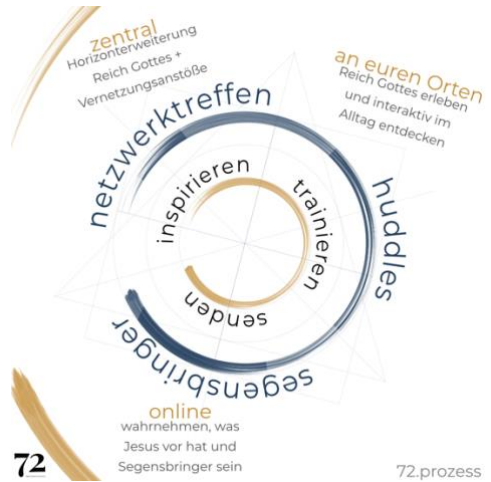 zentral
Horizonterweiterung
Reich Gottes +
Vernetzungsanstöße
an euren Orten
Reich Gottes erleben
und interaktiv im
Alltag entdecken
netzwerktreffen
huddles
segensbringer
inspirieren
trainieren
senden
online
wahrnehmen, was
Jesus vor hat und
Segensbringer sein
72
72.prozess